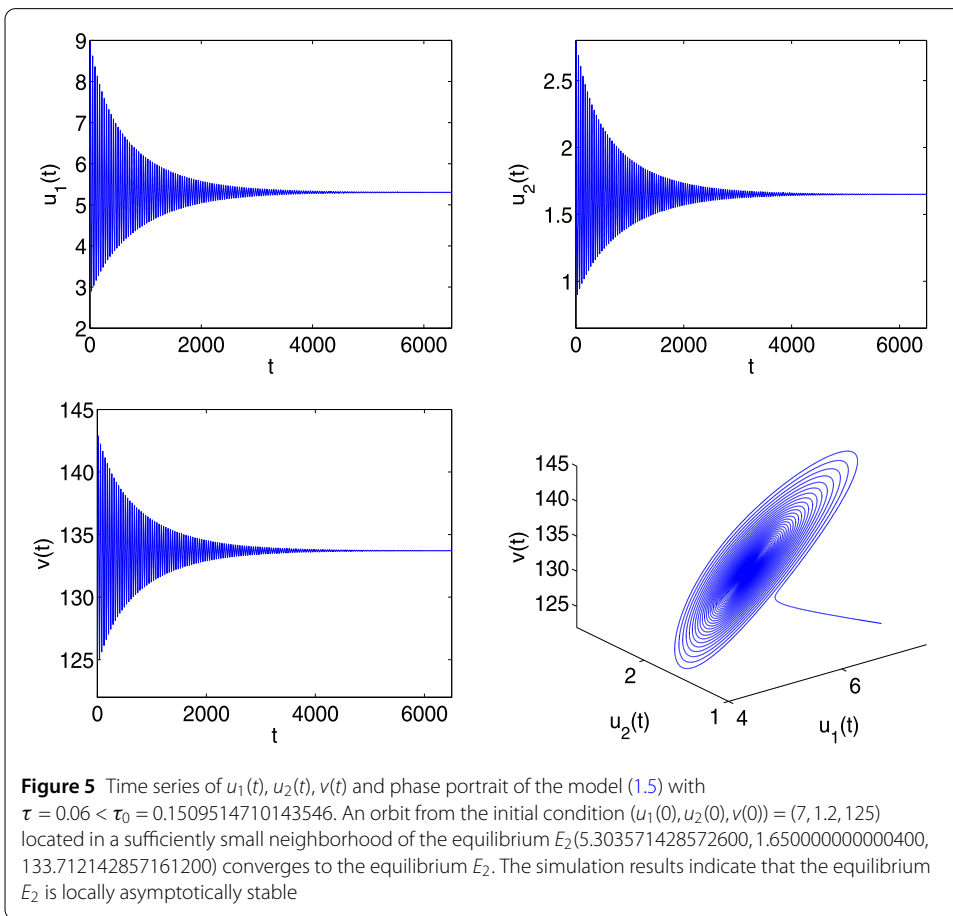 9
8
7
6
5
4
3
2
u_1(t)
0 2000 4000 6000
t
2.5
2
1.5
1
u_2(t)
0 2000 4000 6000
t
145
140
135
130
125
v(t)
0 2000 4000 6000
t
145
140
135
130
125
v(t)
2
1
u_2(t)
4
6
u_1(t)
Figure 5 Time series of u₁(t), u₂(t), v(t) and phase portrait of the model (1.5) with
τ = 0.06 < τ₀ = 0.1509514710143546. An orbit from the initial condition (u₁(0), u₂(0), v(0)) = (7, 1.2, 125)
located in a sufficiently small neighborhood of the equilibrium E₂(5.303571428572600, 1.650000000000400,
133.712142857161200) converges to the equilibrium E₂. The simulation results indicate that the equilibrium
E₂ is locally asymptotically stable